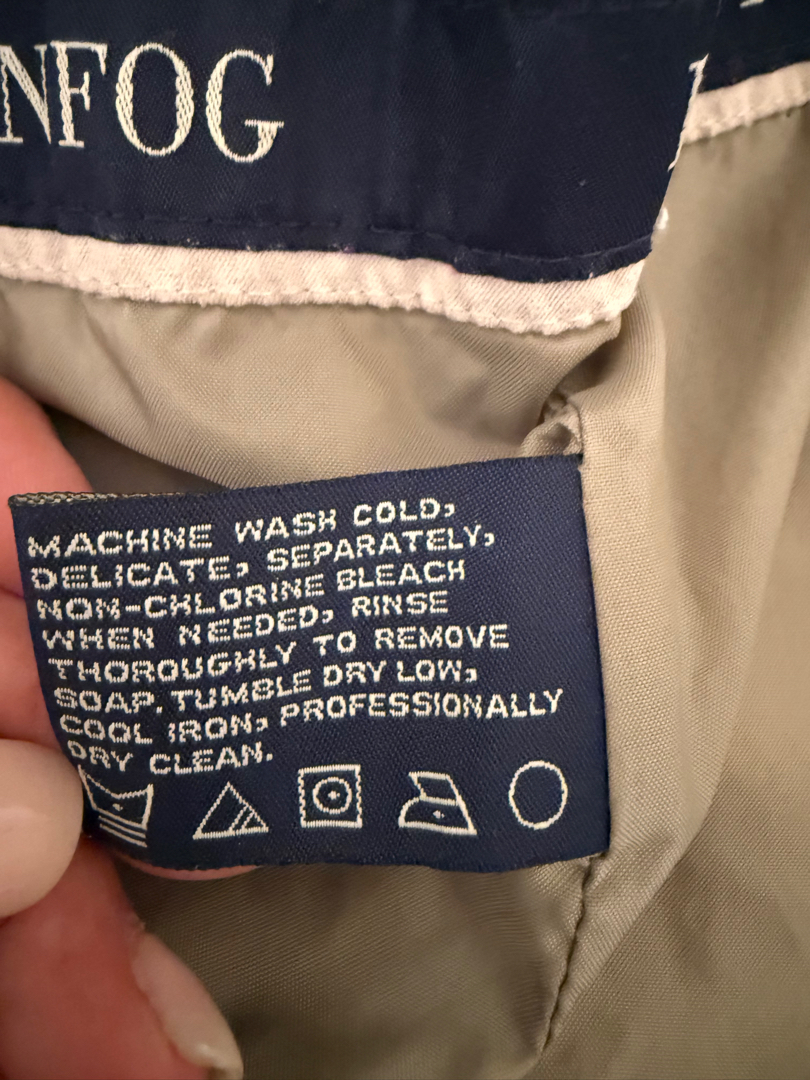 NFOG
MACHINE WASH COLD,
DELICATE, SEPARATELY,
NON-CHLORINE BLEACH
WHEN NEEDED, RINSE
THOROUGHLY TO REMOVE
SOAP. TUMBLE DRY LOW,
COOL IRON, PROFESSIONALLY
DRY CLEAN.